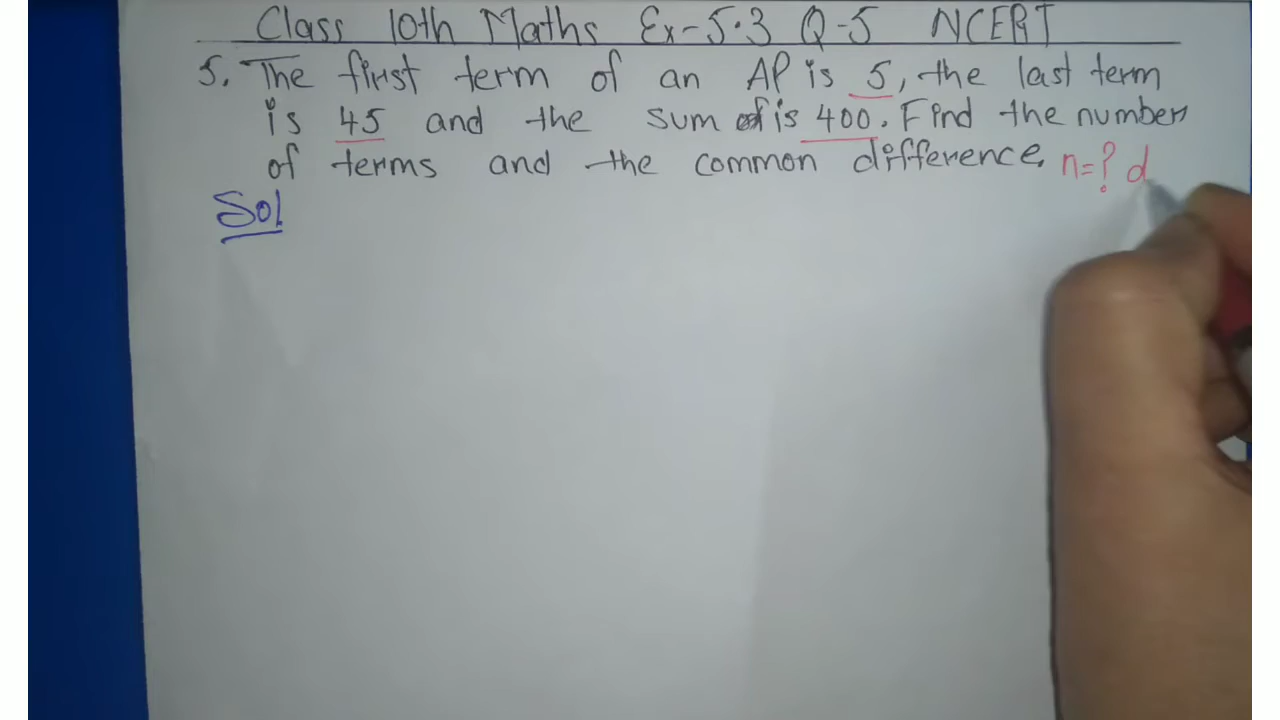 Class 10th Maths Ex-5.3 Q-5 NCERT
5. The first term of an AP is 5, the last term
is 45 and the sum is 400. Find the number
of terms and the common difference. n=? d
Sol